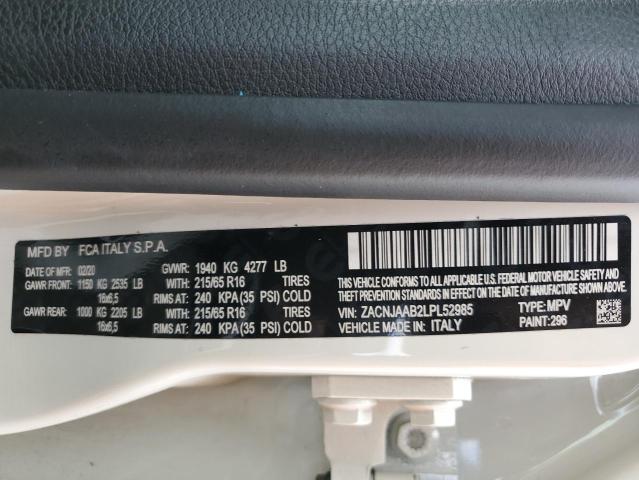 MFD BY FCA ITALY S.P.A.
DATE OF MFR 02/20 GVWR: 1940 KG 4277 LB
GAWR FRONT: 1150 KG 2535 LB WITH: 215/65 R16 TIRES
16x6,5 RIMS AT: 240 KPA (35 PSI) COLD
GAWR REAR: 1000 KG 2205 LB WITH: 215/65 R16 TIRES
16x6,5 RIMS AT: 240 KPA (35 PSI) COLD
THIS VEHICLE CONFORMS TO ALL APPLICABLE U.S. FEDERAL MOTOR VEHICLE SAFETY AND
THEFT PREVENTION STANDARDS IN EFFECT ON THE DATE OF MANUFACTURE SHOWN ABOVE.
VIN: ZACNJAAB2LPL52985 TYPE: MPV
VEHICLE MADE IN: ITALY PAINT: 296